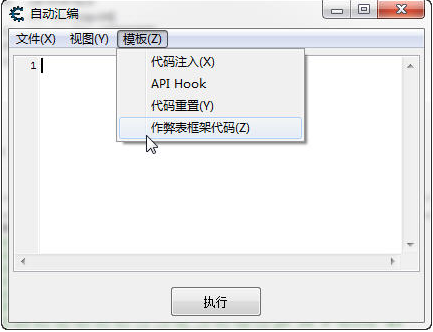 自动汇编
文件(X) 视图(Y) 模板(Z)
1
代码注入(X)
API Hook
代码重置(Y)
作弊表框架代码(Z)
执行